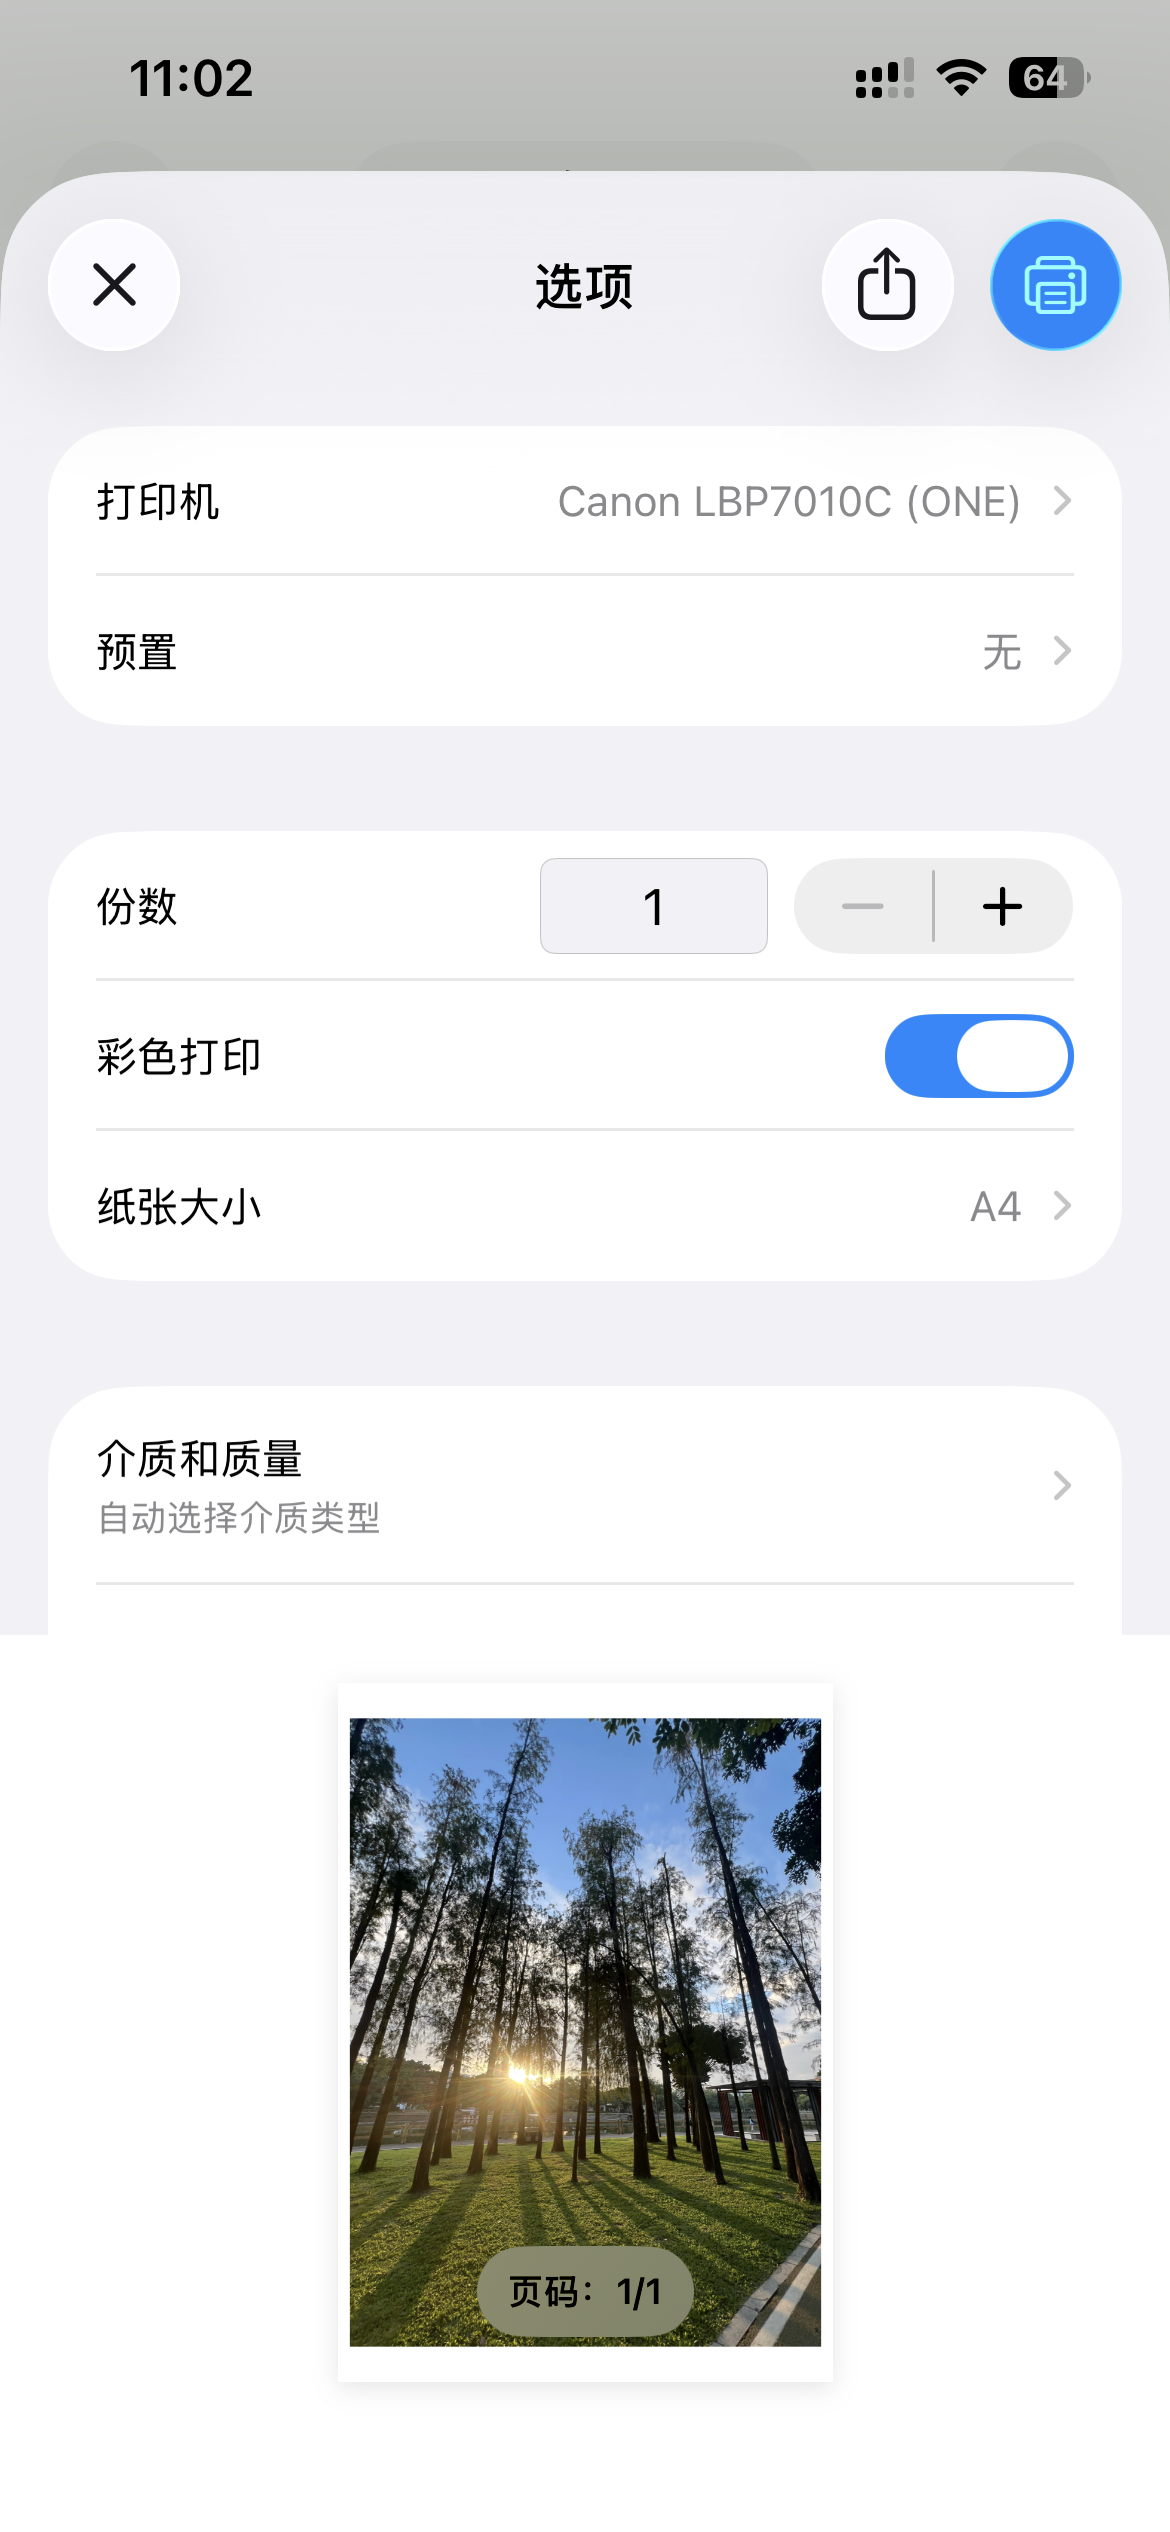 11:02
64
选项
打印机
Canon LBP7010C (ONE)
预置
无
份数
1
彩色打印
纸张大小
A4
介质和质量
自动选择介质类型
页码：1/1